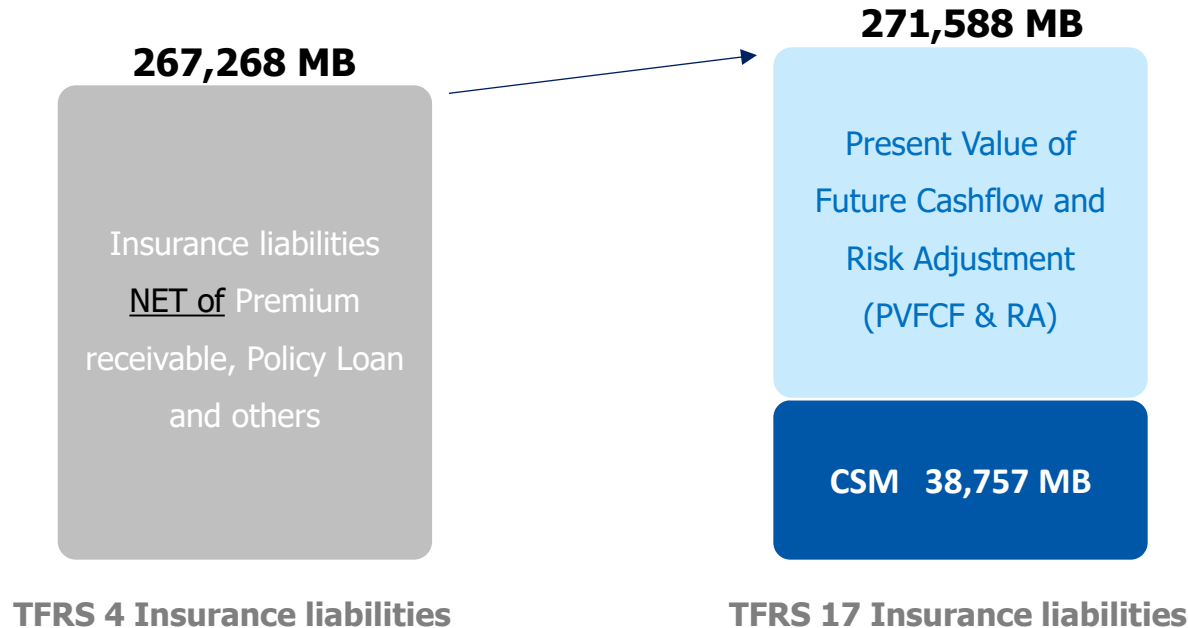 267,268 MB
Insurance liabilities
NET of Premium
receivable, Policy Loan
and others
TFRS 4 Insurance liabilities
271,588 MB
Present Value of
Future Cashflow and
Risk Adjustment
(PVFCF & RA)
CSM 38,757 MB
TFRS 17 Insurance liabilities